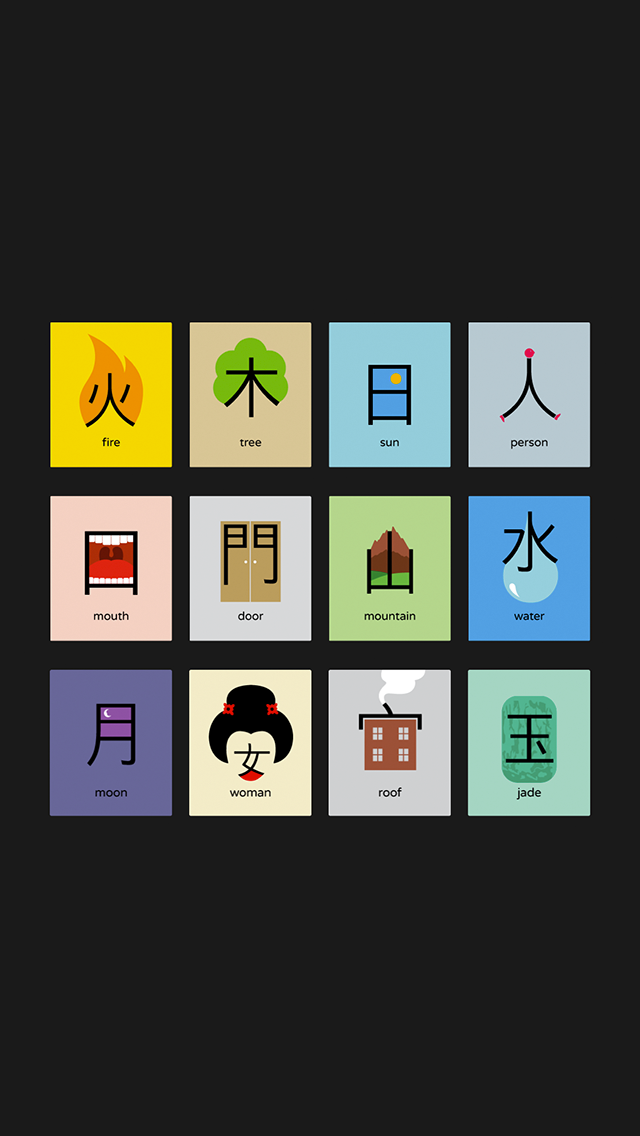 火 木 日 人
fire tree sun person
口 門 山 水
mouth door mountain water
月 女 宀 玉
moon woman roof jade